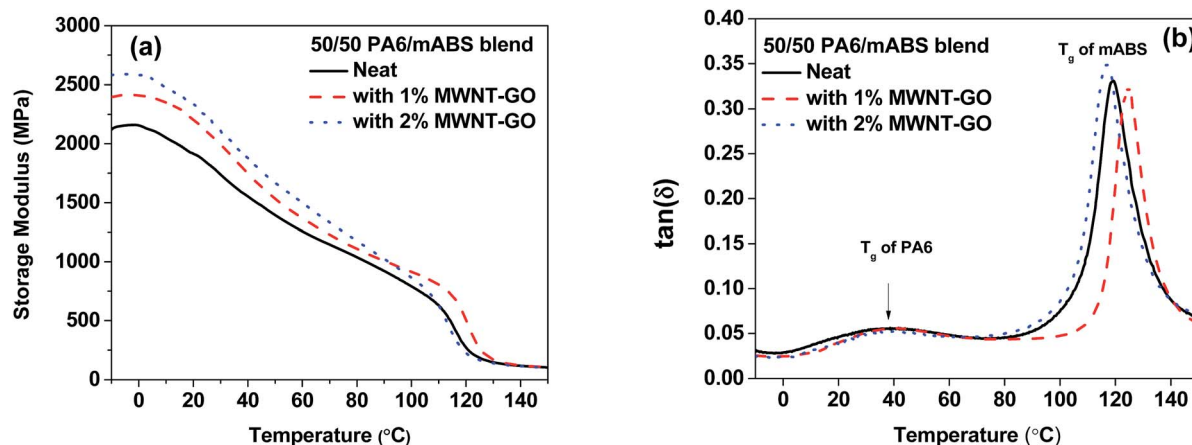 (a)
50/50 PA6/mABS blend
Neat
with 1% MWNT-GO
with 2% MWNT-GO
Storage Modulus (MPa)
3000
2500
2000
1500
1000
500
0
0 20 40 60 80 100 120 140
Temperature (°C)
(b)
50/50 PA6/mABS blend
Neat
with 1% MWNT-GO
with 2% MWNT-GO
Tg of mABS
Tg of PA6
tan(δ)
0.40
0.35
0.30
0.25
0.20
0.15
0.10
0.05
0.00
0 20 40 60 80 100 120 140
Temperature (°C)